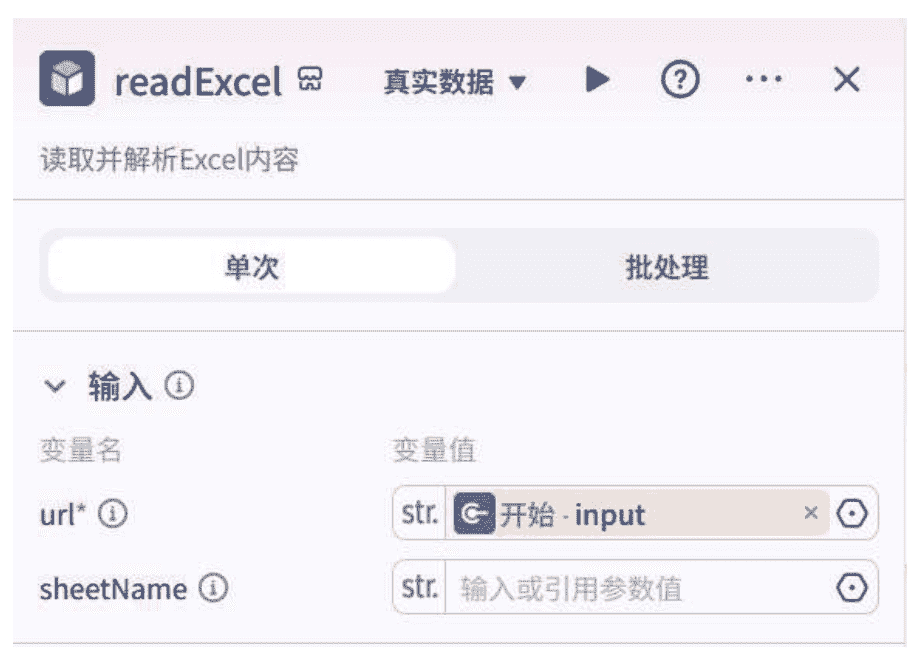 readExcel 真实数据
读取并解析Excel内容
单次 批处理
输入
变量名 变量值
url* str. 开始 - input
sheetName str. 输入或引用参数值